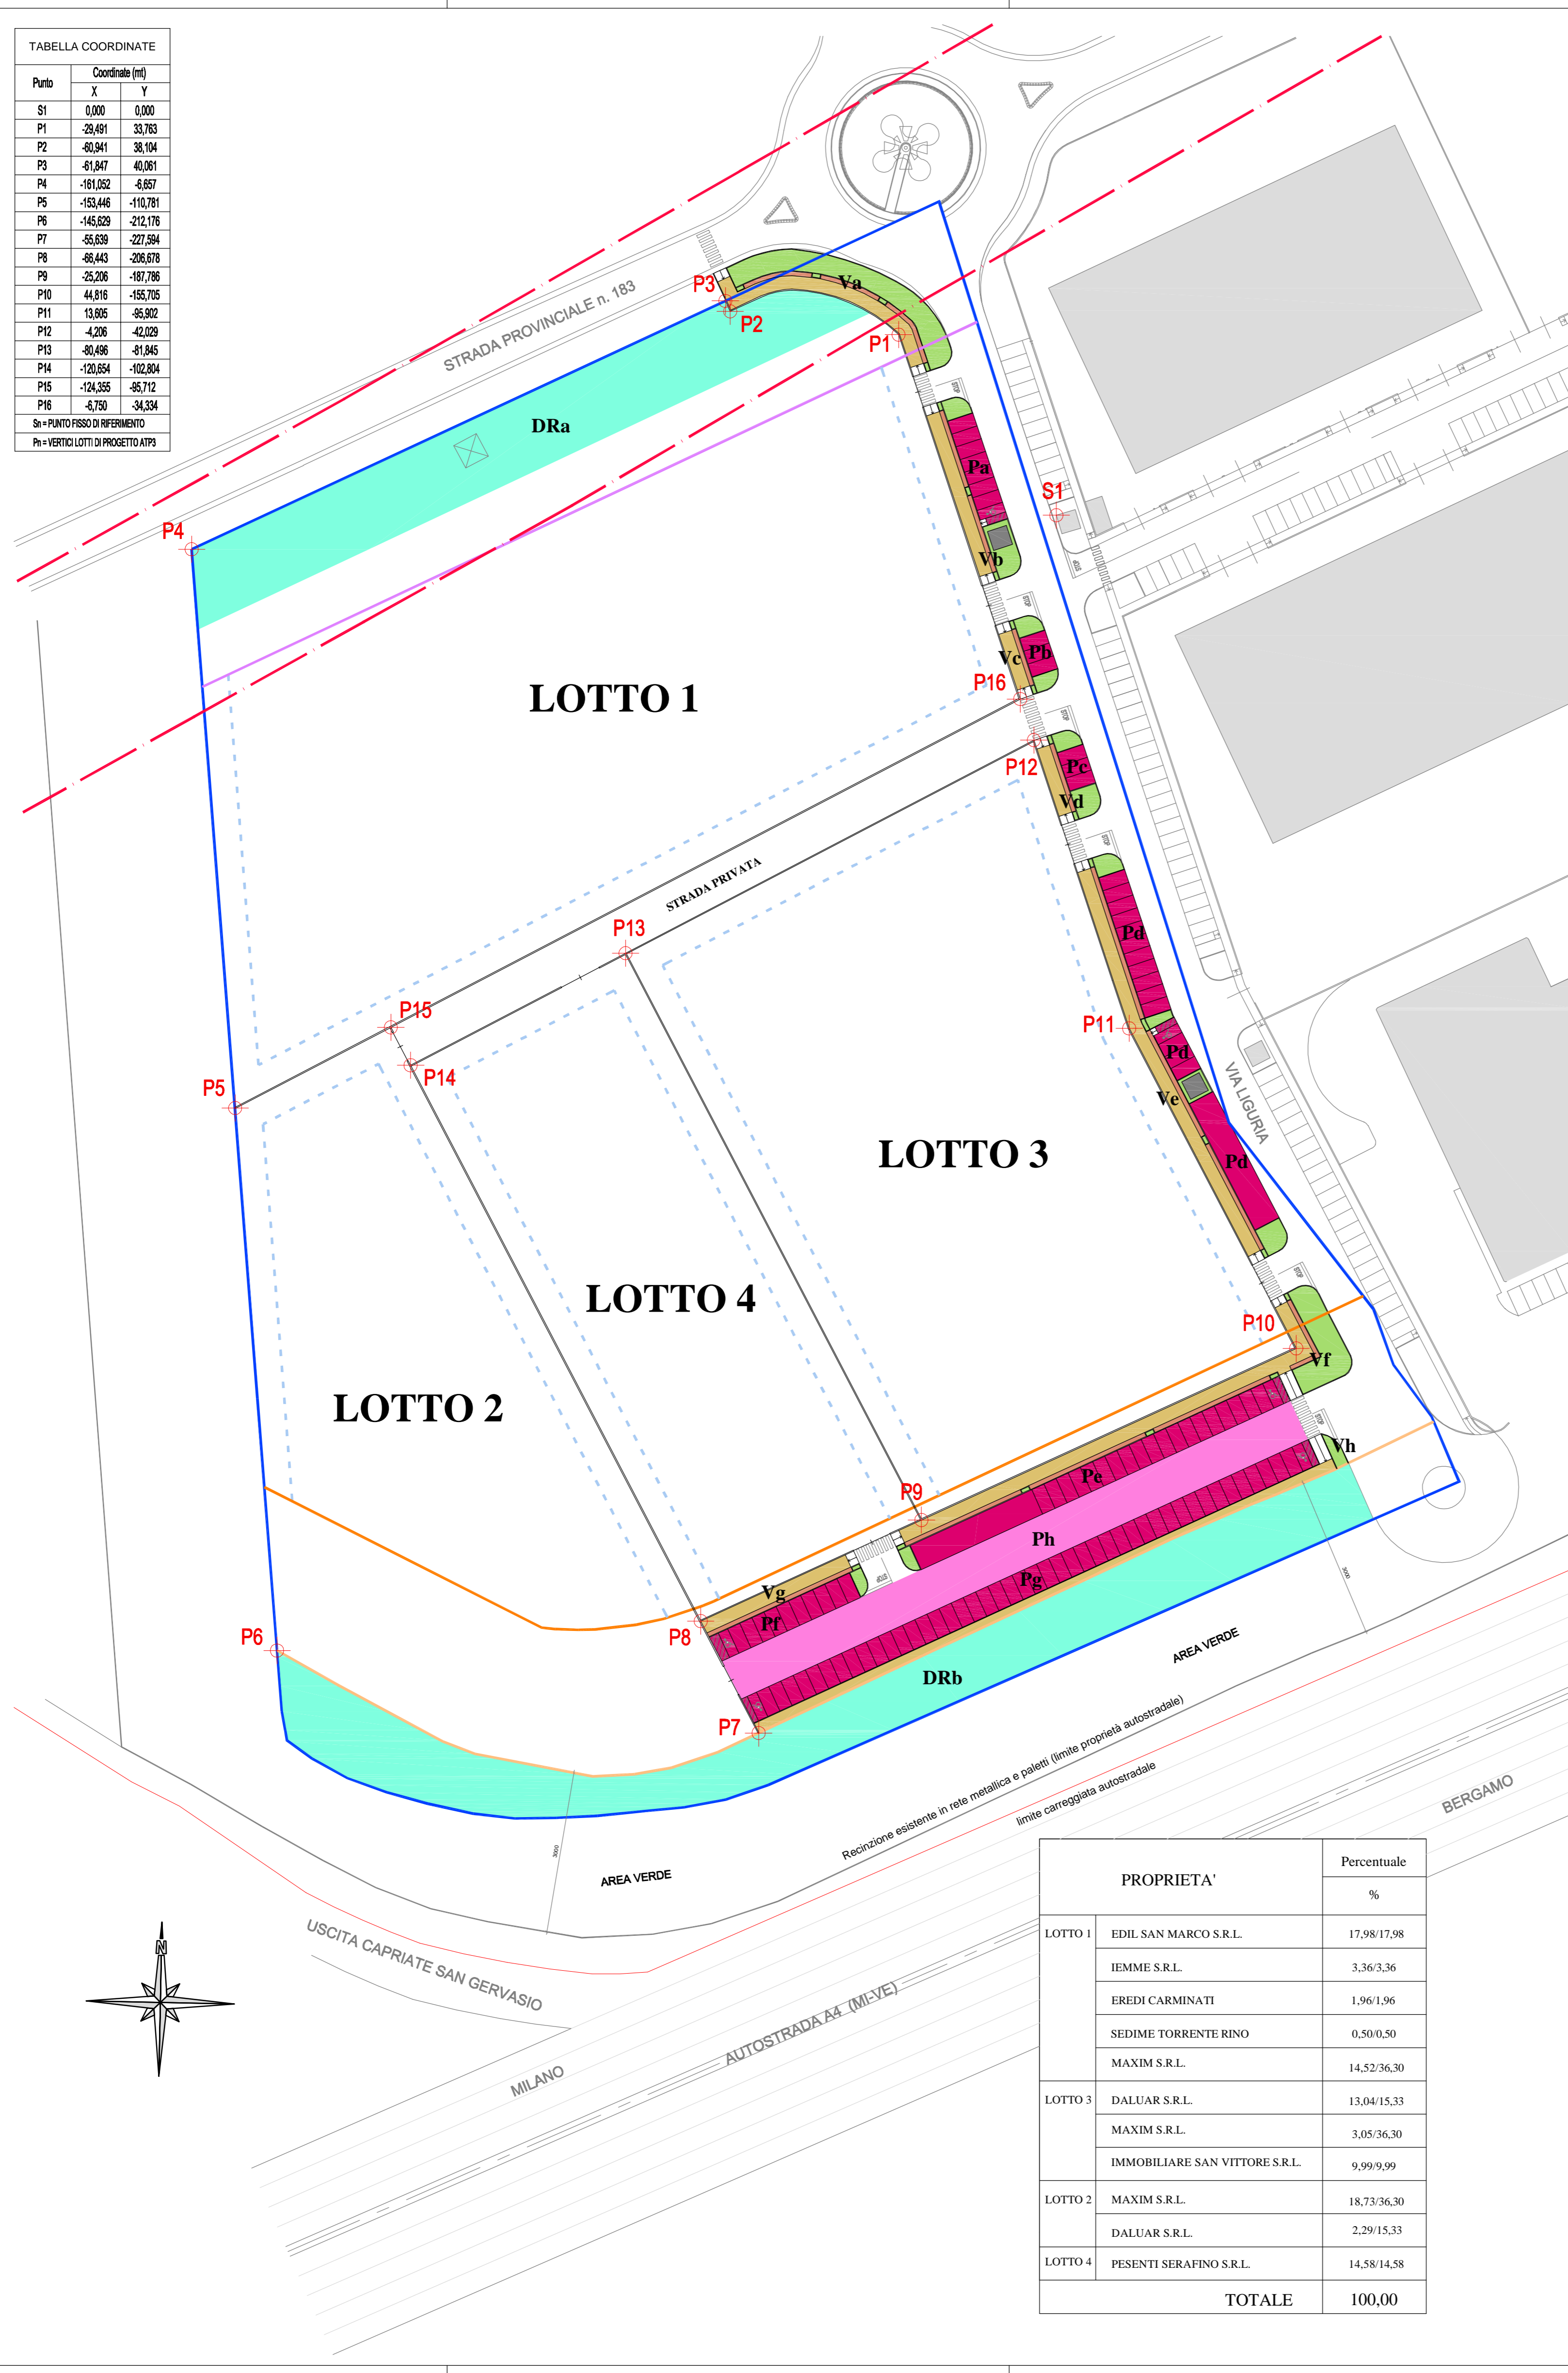 TABELLA COORDINATE
Punto Coordinate (mt)
X Y
S1 0,000 0,000
P1 -29,491 33,763
P2 -60,941 38,104
P3 -61,847 40,061
P4 -161,052 -6,657
P5 -153,446 -110,781
P6 -145,629 -212,176
P7 -55,639 -227,594
P8 -66,443 -206,678
P9 -25,206 -187,786
P10 44,816 -155,705
P11 13,605 -95,902
P12 -4,206 -42,029
P13 -80,496 -81,845
P14 -120,654 -102,804
P15 -124,355 -95,712
P16 -6,750 -34,334
Sn = PUNTO FISSO DI RIFERIMENTO
Pn = VERTICI LOTTI DI PROGETTO ATP3
STRADA PROVINCIALE n. 183
P3
Va
P2
P1
STOP
DRa
Pa
S1
P4
Vb
STOP
STOP
Vc Pb
P16
LOTTO 1
STOP
P12
Pc
Vd
STOP
STRADA PRIVATA
P13
Pd
P15
P11
Pd
P14
P5
Ve
VIA LIGURIA
LOTTO 3
Pd
STOP
LOTTO 4
P10
Vf
LOTTO 2
STOP
Vh
Pe
P9
Ph
STOP
Pg
Vg
3000
Pf
P8
P6
AREA VERDE
DRb
P7
Recinzione esistente in rete metallica e paletti (limite proprietà autostradale)
limite carreggiata autostradale
3000
AREA VERDE
BERGAMO
USCITA CAPRIATE SAN GERVASIO
N
AUTOSTRADA A4 (MI-VE)
MILANO
PROPRIETA' Percentuale
%
LOTTO 1 EDIL SAN MARCO S.R.L. 17,98/17,98
IEMME S.R.L. 3,36/3,36
EREDI CARMINATI 1,96/1,96
SEDIME TORRENTE RINO 0,50/0,50
MAXIM S.R.L. 14,52/36,30
LOTTO 3 DALUAR S.R.L. 13,04/15,33
MAXIM S.R.L. 3,05/36,30
IMMOBILIARE SAN VITTORE S.R.L. 9,99/9,99
LOTTO 2 MAXIM S.R.L. 18,73/36,30
DALUAR S.R.L. 2,29/15,33
LOTTO 4 PESENTI SERAFINO S.R.L. 14,58/14,58
TOTALE 100,00